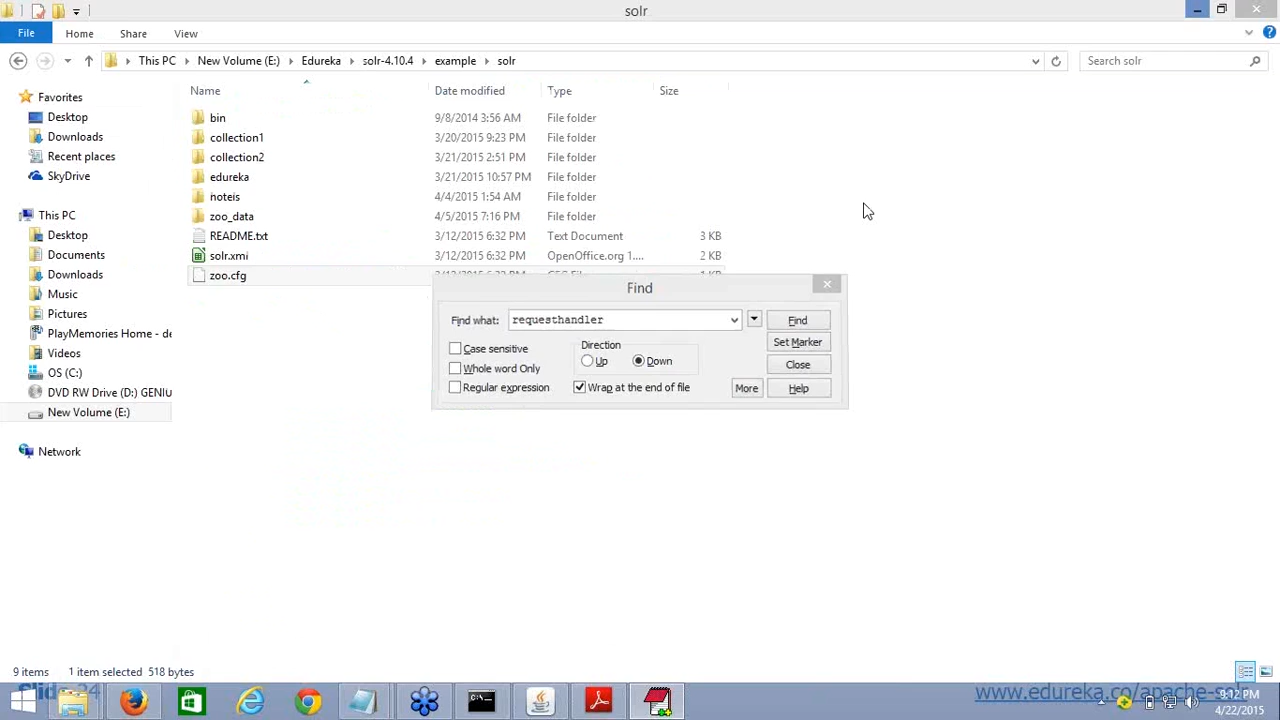 solr
File Home Share View
This PC New Volume (E:) Edureka solr-4.10.4 example solr Search solr
Name Date modified Type Size
Favorites
Desktop
Downloads
Recent places
SkyDrive
This PC
Desktop
Documents
Downloads
Music
Pictures
PlayMemories Home - de
Videos
OS (C:)
DVD RW Drive (D:) GENIU
New Volume (E:)
Network
bin 9/8/2014 3:56 AM File folder
collection1 3/20/2015 9:23 PM File folder
collection2 3/21/2015 2:51 PM File folder
edureka 3/21/2015 10:57 PM File folder
noteis 4/4/2015 1:54 AM File folder
zoo_data 4/5/2015 7:16 PM File folder
README.txt 3/12/2015 6:32 PM Text Document 3 KB
solr.xml 3/12/2015 6:32 PM OpenOffice.org 1.... 2 KB
zoo.cfg
Find
Find what: requesthandler Find
Case sensitive Direction Set Marker
Whole word Only Up Down Close
Regular expression Wrap at the end of file More Help
9 items 1 item selected 518 bytes
www.edureka.co/apache-solr
9:12 PM
4/22/2015